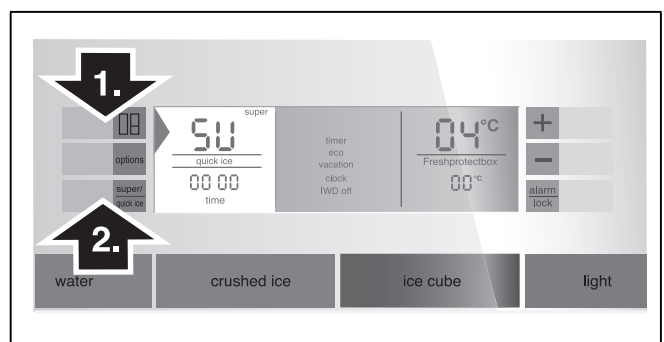 1.
options
super/
quick ice
2.
super
SU
quick ice
00 00
time
timer
eco
vacation
clock
IWD off
04°C
Freshprotectbox
00°C
+
−
alarm
lock
water
crushed ice
ice cube
light